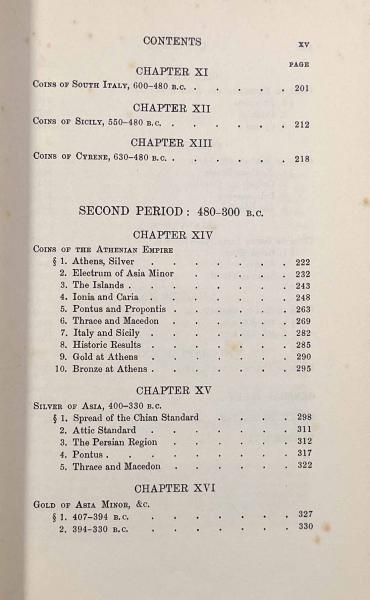 CONTENTS xv
PAGE
CHAPTER XI
COINS OF SOUTH ITALY, 600–480 B.C. . . . . . 201
CHAPTER XII
COINS OF SICILY, 550–480 B.C. . . . . . . 212
CHAPTER XIII
COINS OF CYRENE, 630–480 B.C. . . . . . . 218
SECOND PERIOD: 480–300 B.C.
CHAPTER XIV
COINS OF THE ATHENIAN EMPIRE
§ 1. Athens, Silver . . . . . . . 222
2. Electrum of Asia Minor . . . . . 232
3. The Islands . . . . . . . . 243
4. Ionia and Caria . . . . . . . 248
5. Pontus and Propontis . . . . . . 263
6. Thrace and Macedon . . . . . . 269
7. Italy and Sicily . . . . . . . 282
8. Historic Results . . . . . . 285
9. Gold at Athens . . . . . . 290
10. Bronze at Athens . . . . . . . 295
CHAPTER XV
SILVER OF ASIA, 400–330 B.C.
§ 1. Spread of the Chian Standard . . . . 298
2. Attic Standard . . . . . . 311
3. The Persian Region . . . . . 312
4. Pontus . . . . . . . . 317
5. Thrace and Macedon . . . . . 322
CHAPTER XVI
GOLD OF ASIA MINOR, &C.
§ 1. 407–394 B.C. . . . . . . 327
2. 394–330 B.C. . . . . . . 330